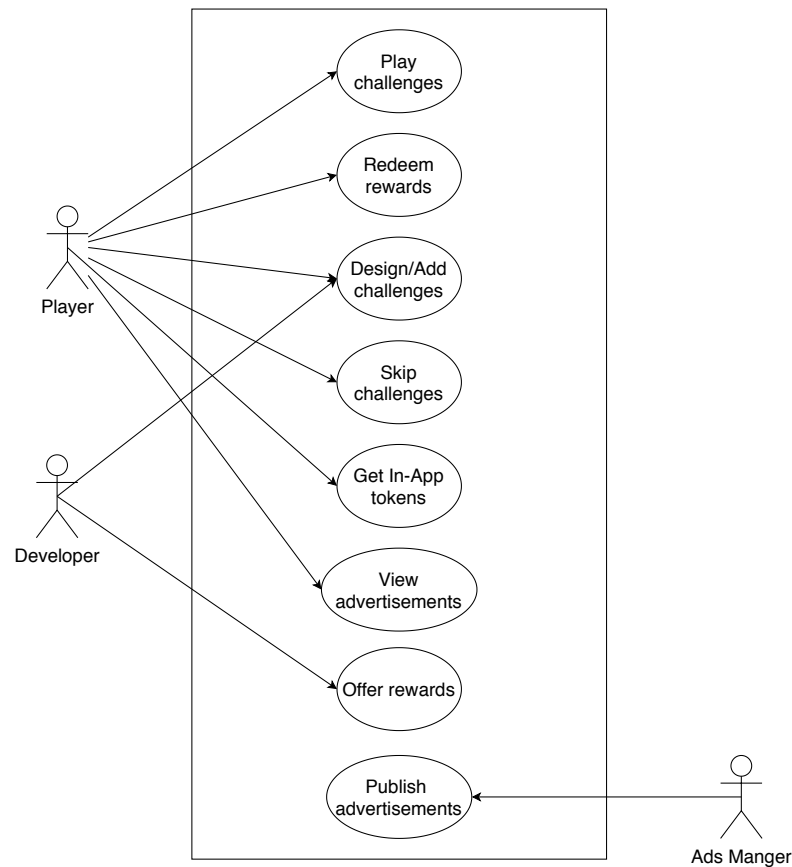 Play
challenges
Redeem
rewards
Design/Add
challenges
Player
Skip
challenges
Get In-App
tokens
Developer
View
advertisements
Offer rewards
Publish
advertisements
Ads Manger